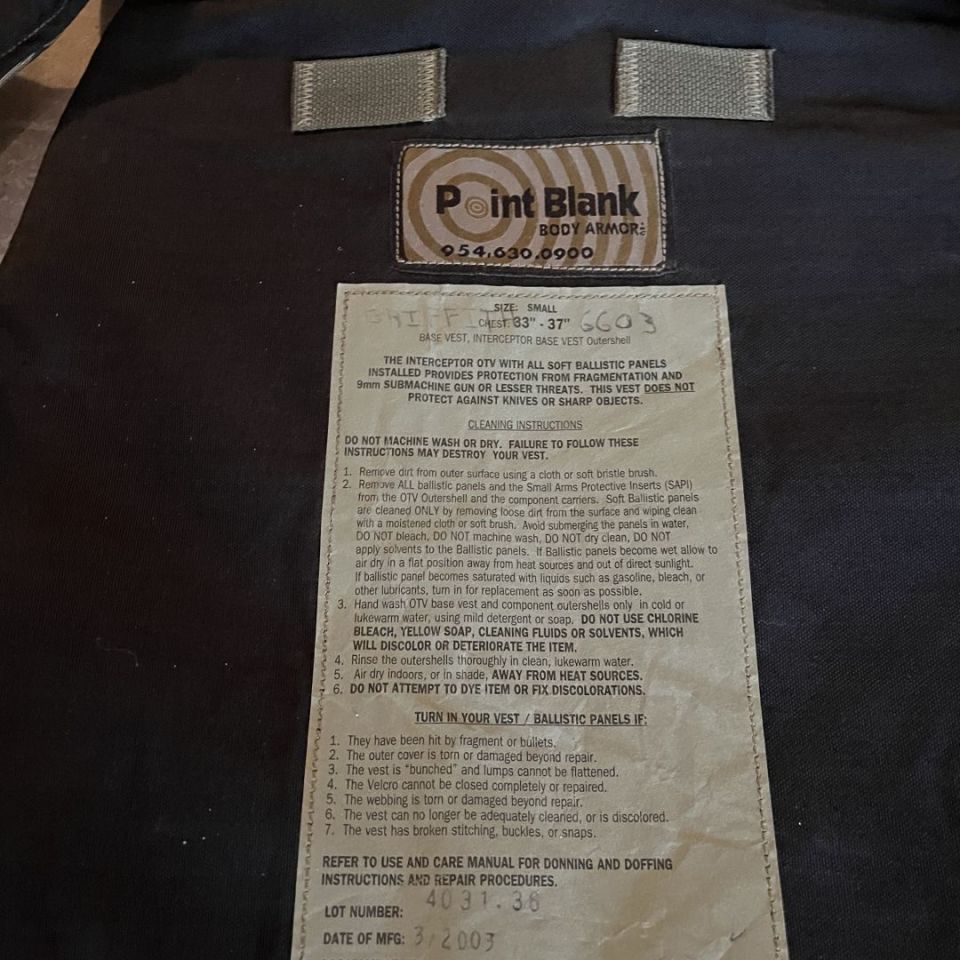 Point Blank
BODY ARMOR INC
954.630.0900
SIZE: SMALL
GRIFFITH CHEST: 33" - 37" 6603
BASE VEST, INTERCEPTOR BASE VEST Outershell
THE INTERCEPTOR OTV WITH ALL SOFT BALLISTIC PANELS
INSTALLED PROVIDES PROTECTION FROM FRAGMENTATION AND
9mm SUBMACHINE GUN OR LESSER THREATS. THIS VEST DOES NOT
PROTECT AGAINST KNIVES OR SHARP OBJECTS.
CLEANING INSTRUCTIONS
DO NOT MACHINE WASH OR DRY. FAILURE TO FOLLOW THESE
INSTRUCTIONS MAY DESTROY YOUR VEST.
1. Remove dirt from outer surface using a cloth or soft bristle brush.
2. Remove ALL ballistic panels and the Small Arms Protective Inserts (SAPI)
from the OTV Outershell and the component carriers. Soft Ballistic panels
are cleaned ONLY by removing loose dirt from the surface and wiping clean
with a moistened cloth or soft brush. Avoid submerging the panels in water,
DO NOT bleach, DO NOT machine wash, DO NOT dry clean, DO NOT
apply solvents to the Ballistic panels. If Ballistic panels become wet allow to
air dry in a flat position away from heat sources and out of direct sunlight.
If ballistic panel becomes saturated with liquids such as gasoline, bleach, or
other lubricants, turn in for replacement as soon as possible.
3. Hand wash OTV base vest and component outershells only in cold or
lukewarm water, using mild detergent or soap. DO NOT USE CHLORINE
BLEACH, YELLOW SOAP, CLEANING FLUIDS OR SOLVENTS, WHICH
WILL DISCOLOR OR DETERIORATE THE ITEM.
4. Rinse the outershells thoroughly in clean, lukewarm water.
5. Air dry indoors, or in shade, AWAY FROM HEAT SOURCES.
6. DO NOT ATTEMPT TO DYE ITEM OR FIX DISCOLORATIONS.
TURN IN YOUR VEST / BALLISTIC PANELS IF:
1. They have been hit by fragment or bullets.
2. The outer cover is torn or damaged beyond repair.
3. The vest is "bunched" and lumps cannot be flattened.
4. The Velcro cannot be closed completely or repaired.
5. The webbing is torn or damaged beyond repair.
6. The vest can no longer be adequately cleaned, or is discolored.
7. The vest has broken stitching, buckles, or snaps.
REFER TO USE AND CARE MANUAL FOR DONNING AND DOFFING
INSTRUCTIONS AND REPAIR PROCEDURES.
LOT NUMBER: 4031.36
DATE OF MFG: 3/2003